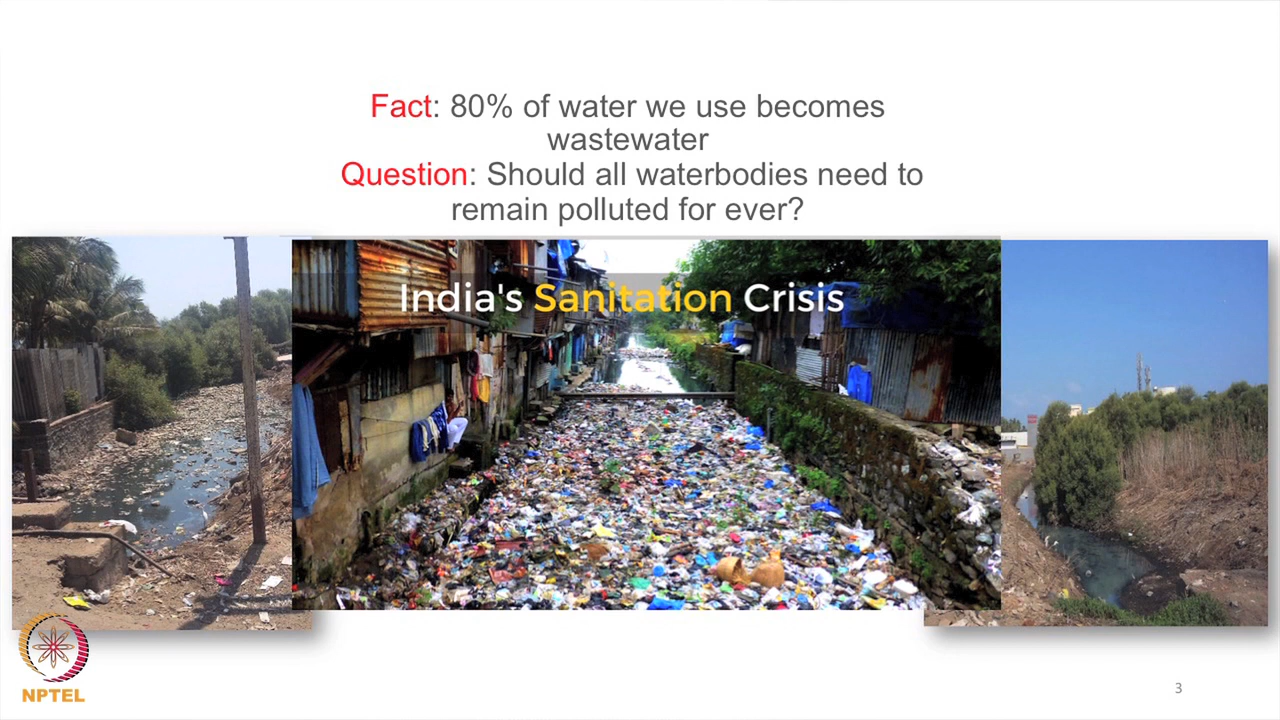 Fact: 80% of water we use becomes
wastewater
Question: Should all waterbodies need to
remain polluted for ever?
India's Sanitation Crisis
NPTEL
3